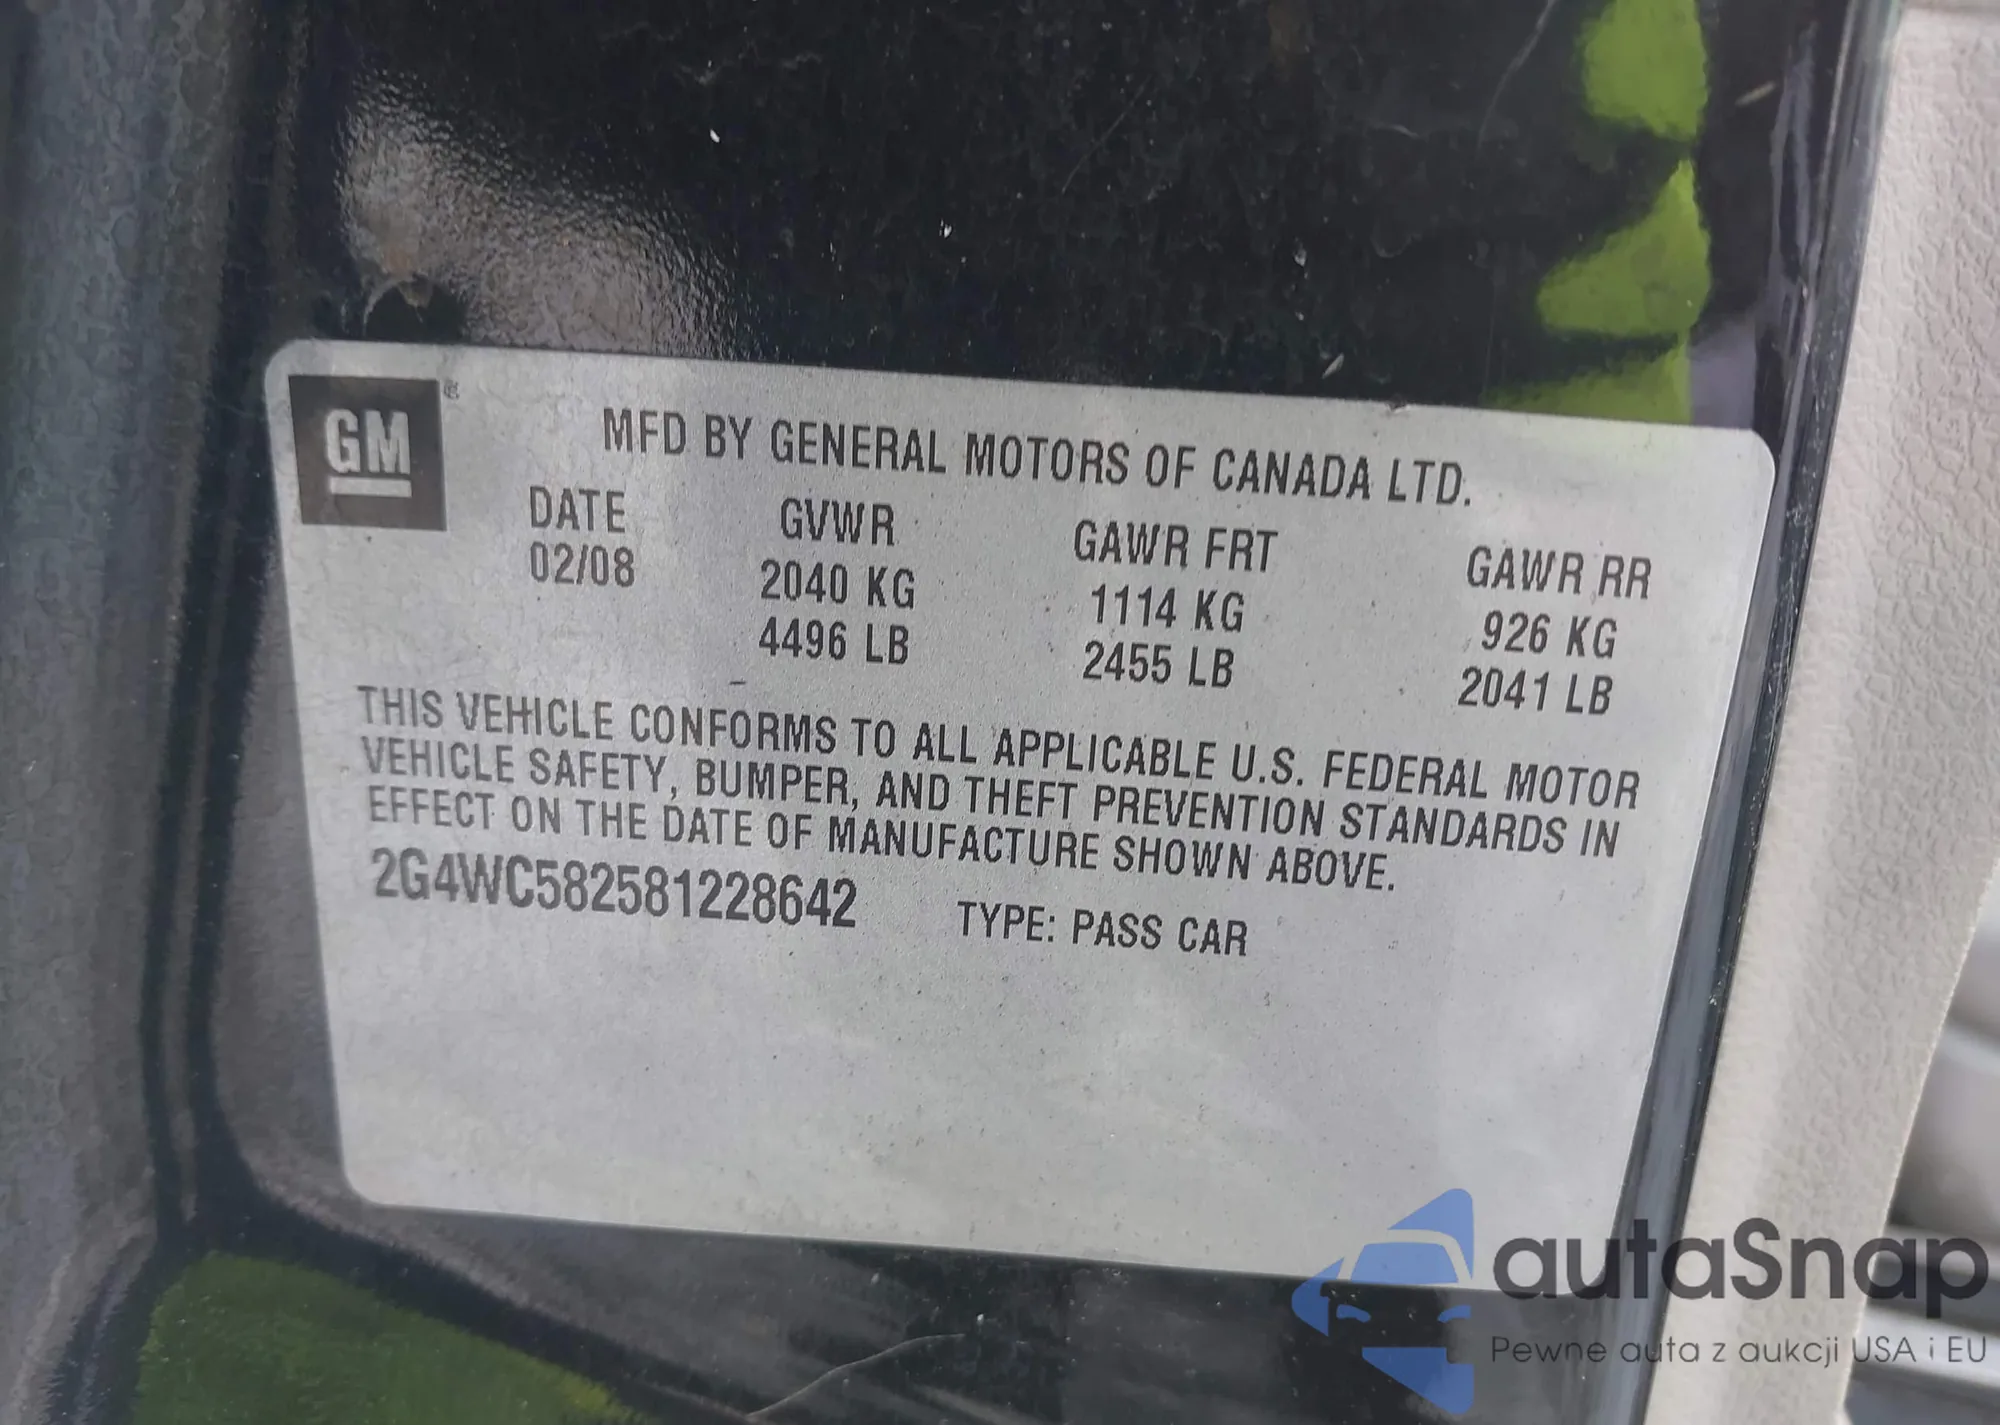 GM
MFD BY GENERAL MOTORS OF CANADA LTD.
DATE GVWR GAWR FRT GAWR RR
02/08 2040 KG 1114 KG 926 KG
4496 LB 2455 LB 2041 LB
THIS VEHICLE CONFORMS TO ALL APPLICABLE U.S. FEDERAL MOTOR
VEHICLE SAFETY, BUMPER, AND THEFT PREVENTION STANDARDS IN
EFFECT ON THE DATE OF MANUFACTURE SHOWN ABOVE.
2G4WC582581228642 TYPE: PASS CAR
autaSnap
Pewne auta z aukcji USA i EU